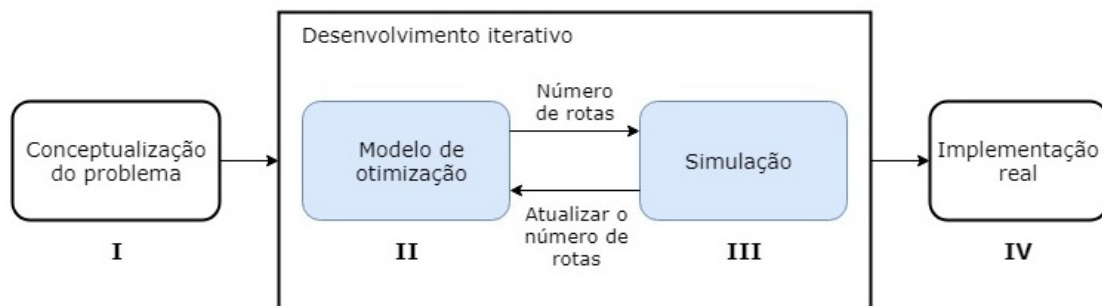 Desenvolvimento iterativo
Conceptualização
do problema
I
Modelo de
otimização
II
Número
de rotas
Atualizar o
número de
rotas
Simulação
III
Implementação
real
IV